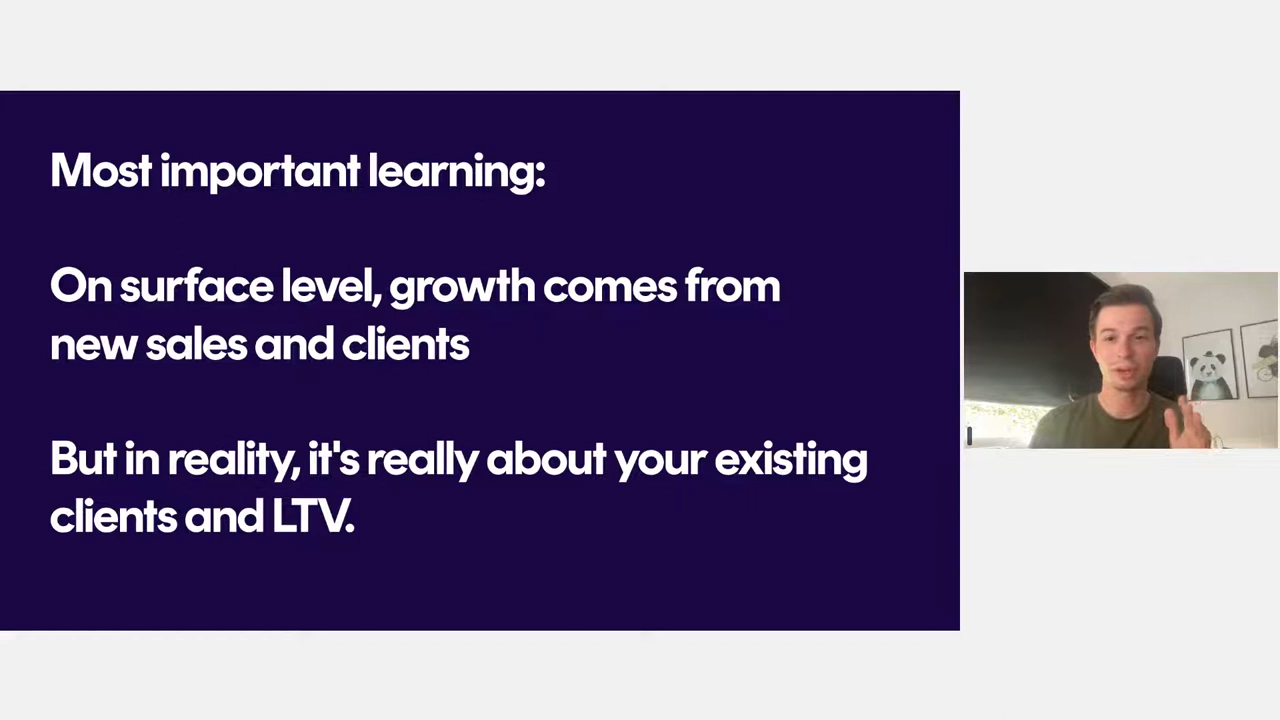 Most important learning:
On surface level, growth comes from
new sales and clients
But in reality, it's really about your existing
clients and LTV.